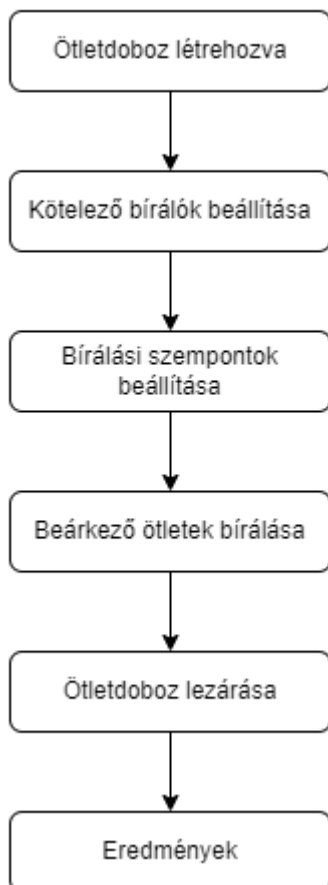 Ötletdoboz létrehozva
Kötelező bírálók beállítása
Bírálási szempontok
beállítása
Beárkező ötletek bírálása
Ötletdoboz lezárása
Eredmények